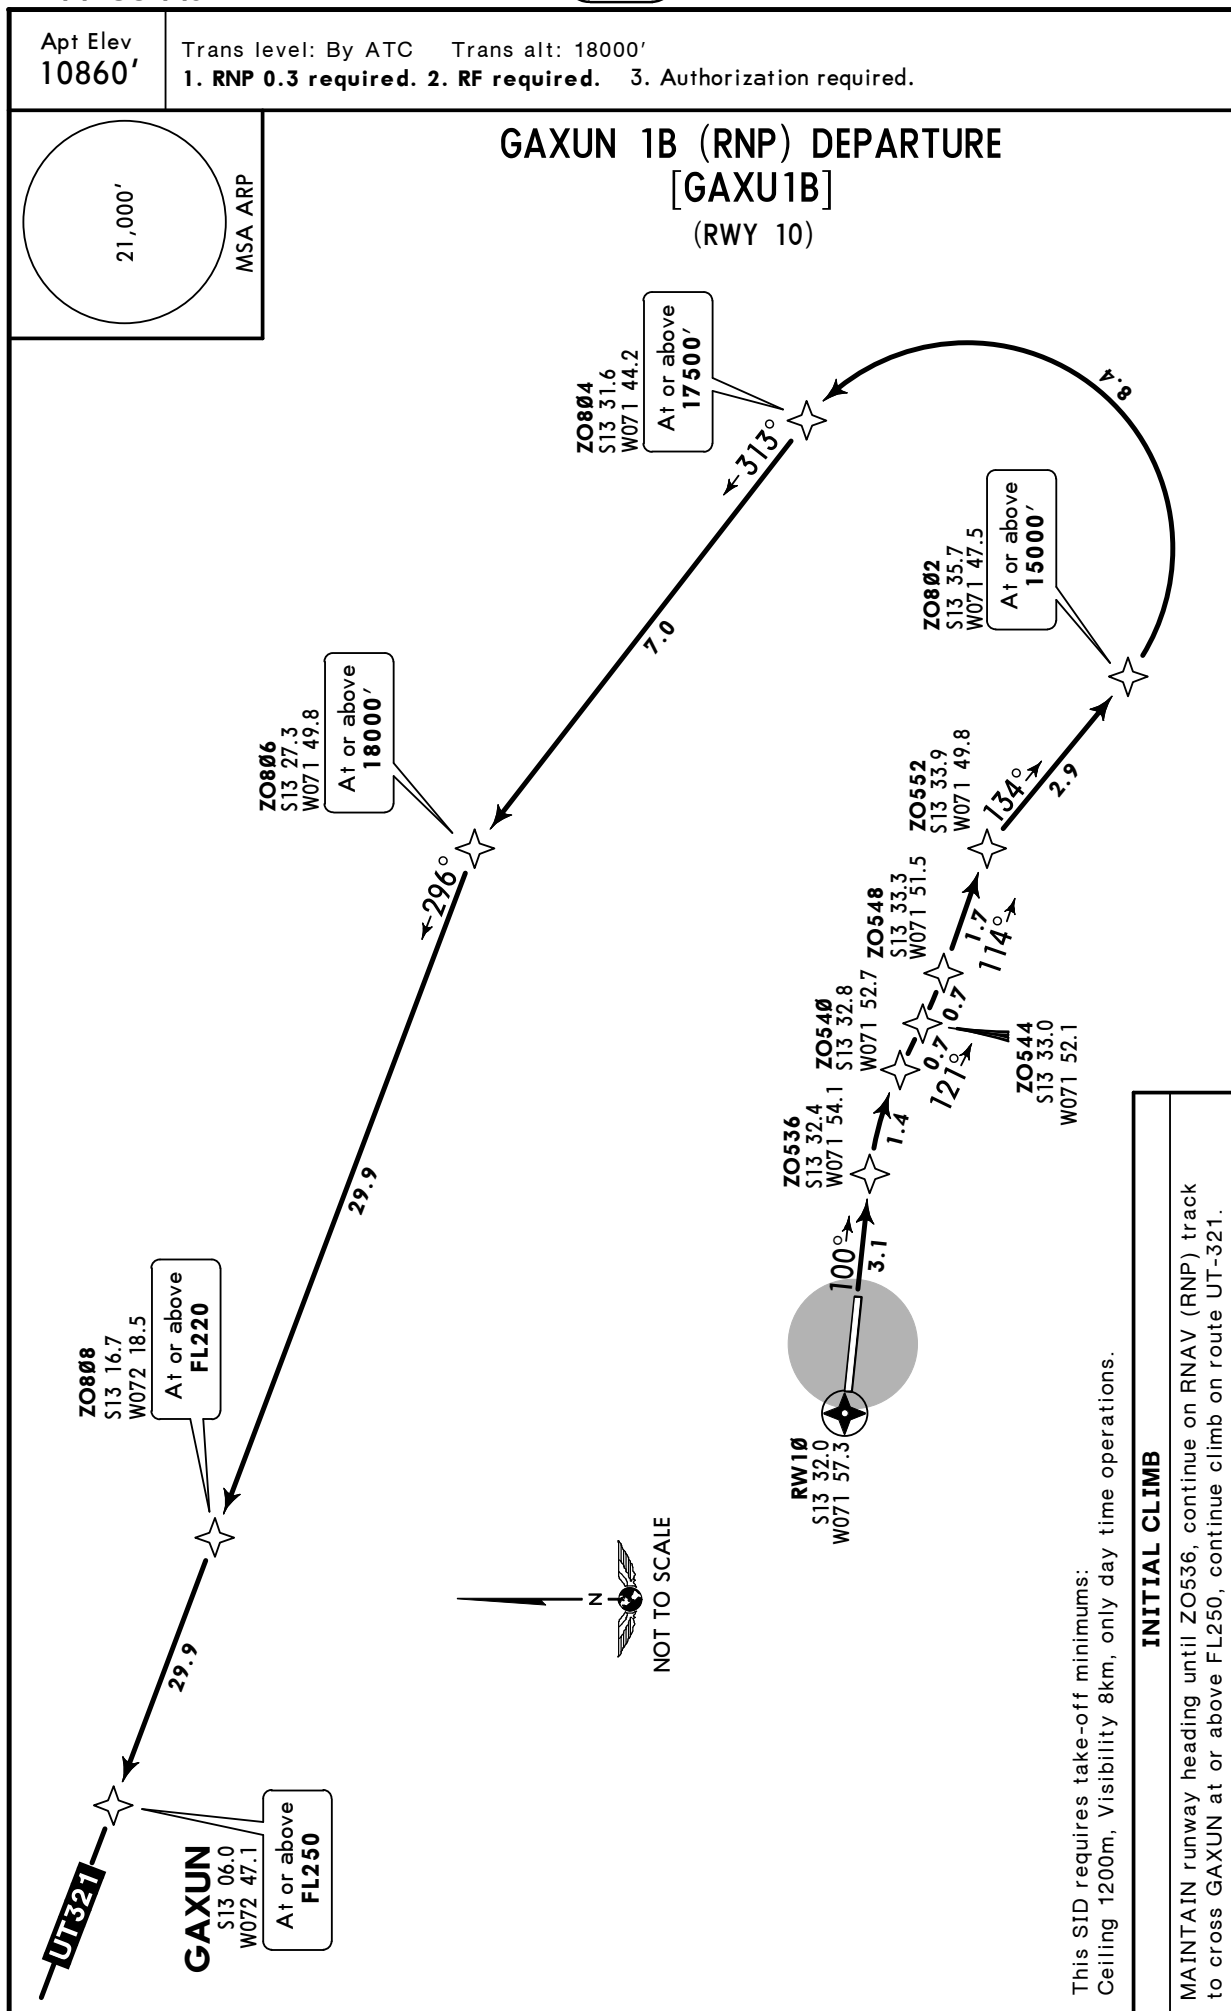 Apt Elev
10860'
Trans level: By ATC Trans alt: 18000'
1. RNP 0.3 required. 2. RF required. 3. Authorization required.
21,000'
MSA ARP
GAXUN 1B (RNP) DEPARTURE
[GAXU1B]
(RWY 10)
ZO8Ø4
S13 31.6
W071 44.2
At or above
17500'
8.4
313°
7.0
ZO8Ø2
S13 35.7
W071 47.5
At or above
15000'
ZO8Ø6
S13 27.3
W071 49.8
At or above
18000'
296°
134°
2.9
ZO552
S13 33.9
W071 49.8
ZO548
S13 33.3
W071 51.5
1.7
114°
ZO54Ø
S13 32.8
W071 52.7
0.7
0.7
121°
ZO544
S13 33.0
W071 52.1
ZO536
S13 32.4
W071 54.1
1.4
100°
3.1
29.9
ZO8Ø8
S13 16.7
W072 18.5
At or above
FL220
RW1Ø
S13 32.0
W071 57.3
N
NOT TO SCALE
29.9
GAXUN
S13 06.0
W072 47.1
At or above
FL250
UT321
This SID requires take-off minimums:
Ceiling 1200m, Visibility 8km, only day time operations.
INITIAL CLIMB
MAINTAIN runway heading until ZO536, continue on RNAV (RNP) track
to cross GAXUN at or above FL250, continue climb on route UT-321.